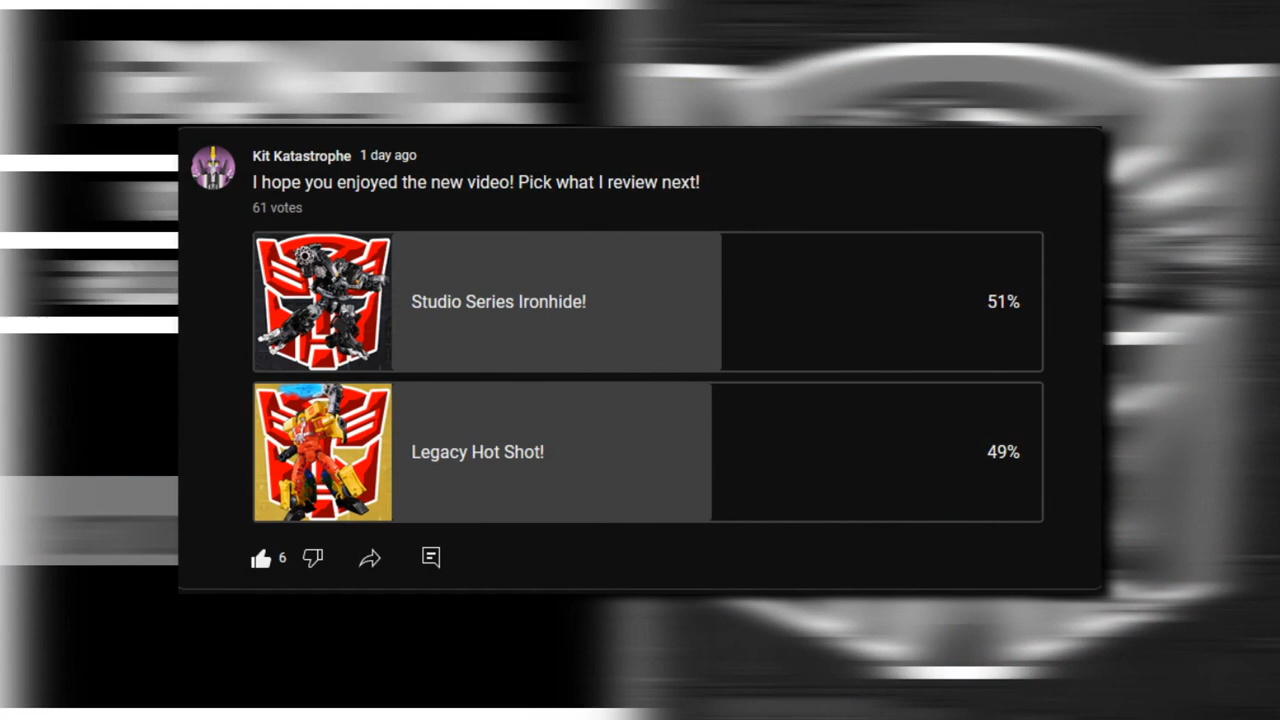 Kit Katastrophe 1 day ago
I hope you enjoyed the new video! Pick what I review next!
61 votes
Studio Series Ironhide!
51%
Legacy Hot Shot!
49%
6